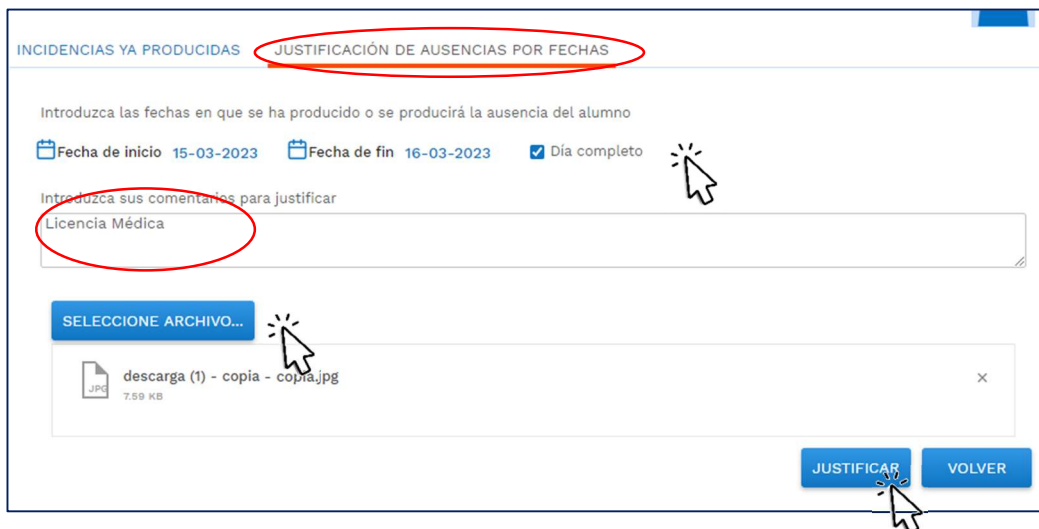 INCIDENCIAS YA PRODUCIDAS JUSTIFICACIÓN DE AUSENCIAS POR FECHAS
Introduzca las fechas en que se ha producido o se producirá la ausencia del alumno
Fecha de inicio 15-03-2023 Fecha de fin 16-03-2023 Día completo
Introduzca sus comentarios para justificar
Licencia Médica
SELECCIONE ARCHIVO...
JPG descarga (1) - copia - copia.jpg
7.59 KB
JUSTIFICAR VOLVER